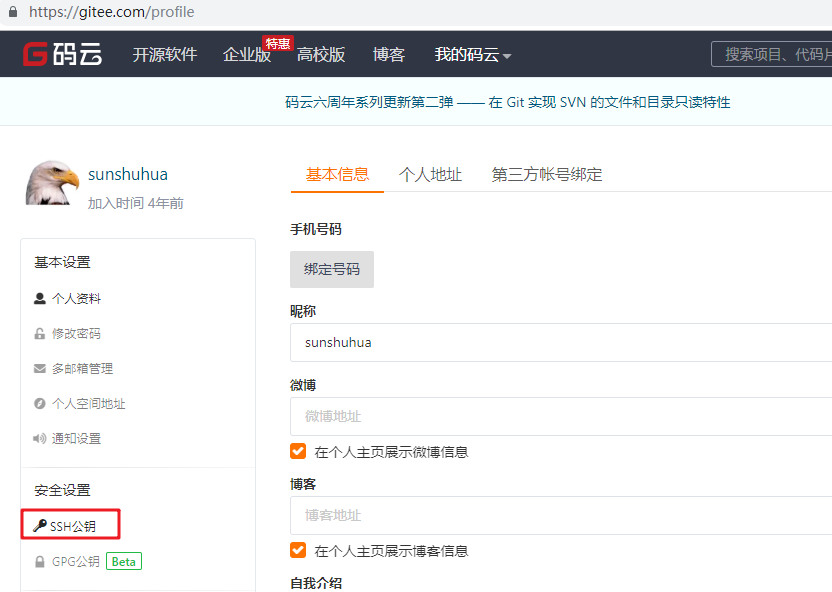 https://gitee.com/profile
G码云 开源软件 企业版 特惠 高校版 博客 我的码云 搜索项目、代码片
码云六周年系列更新第二弹 —— 在 Git 实现 SVN 的文件和目录只读特性
sunshuhua
加入时间 4年前
基本设置
个人资料
修改密码
多邮箱管理
个人空间地址
通知设置
安全设置
SSH公钥
GPG公钥 Beta
基本信息 个人地址 第三方帐号绑定
手机号码
绑定号码
昵称
sunshuhua
微博
微博地址
在个人主页展示微博信息
博客
博客地址
在个人主页展示博客信息
自我介绍